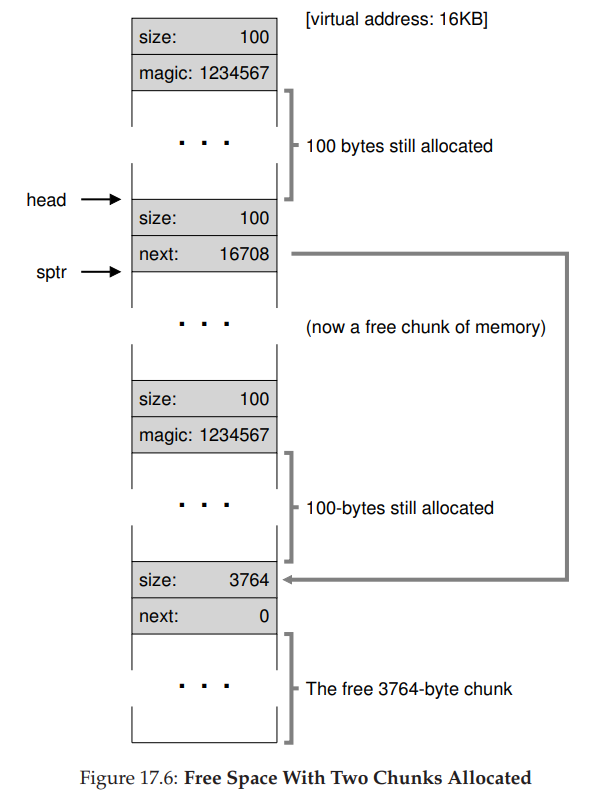 [virtual address: 16KB]
size: 100
magic: 1234567
. . .
100 bytes still allocated
head
size: 100
next: 16708
sptr
. . .
(now a free chunk of memory)
size: 100
magic: 1234567
. . .
100-bytes still allocated
size: 3764
next: 0
. . .
The free 3764-byte chunk
Figure 17.6: Free Space With Two Chunks Allocated